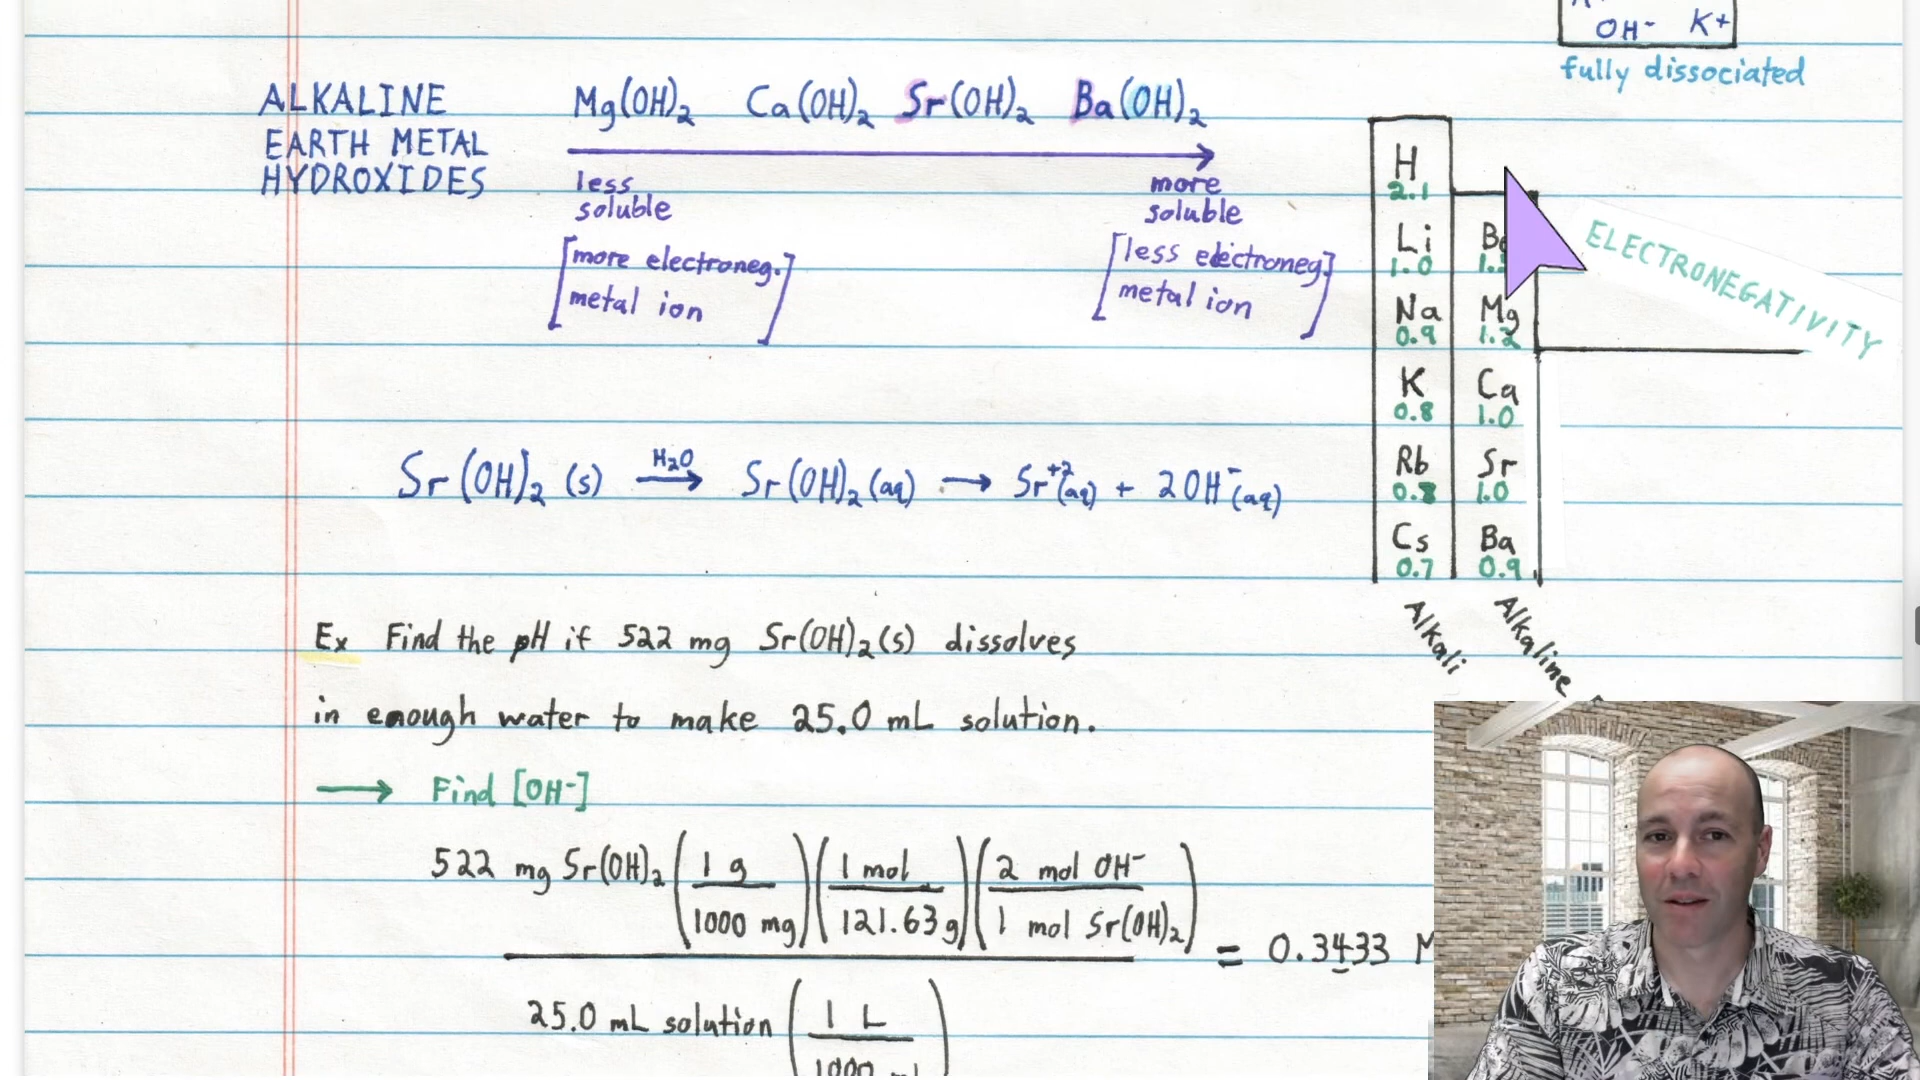 OH⁻ K+
fully dissociated
ALKALINE
EARTH METAL
HYDROXIDES
Mg(OH)₂ Ca(OH)₂ Sr(OH)₂ Ba(OH)₂
less
soluble
more
soluble
[more electroneg.]
metal ion
[less electroneg.]
metal ion
H
2.1
Li
1.0
Na Mg
0.9 1.2
K Ca
0.8 1.0
Rb Sr
0.8 1.0
Cs Ba
0.7 0.9
ELECTRONEGATIVITY
Alkali
Alkaline
Sr(OH)₂ (s) H₂O → Sr(OH)₂ (aq) → Sr⁺²(aq) + 2OH⁻(aq)
Ex Find the pH if 522 mg Sr(OH)₂(s) dissolves
in enough water to make 25.0 mL solution.
→ Find [OH⁻]
522 mg Sr(OH)₂ (1 g / 1000 mg) (1 mol / 121.63 g) (2 mol OH⁻ / 1 mol Sr(OH)₂)
= 0.3433 M
25.0 mL solution (1 L / 1000